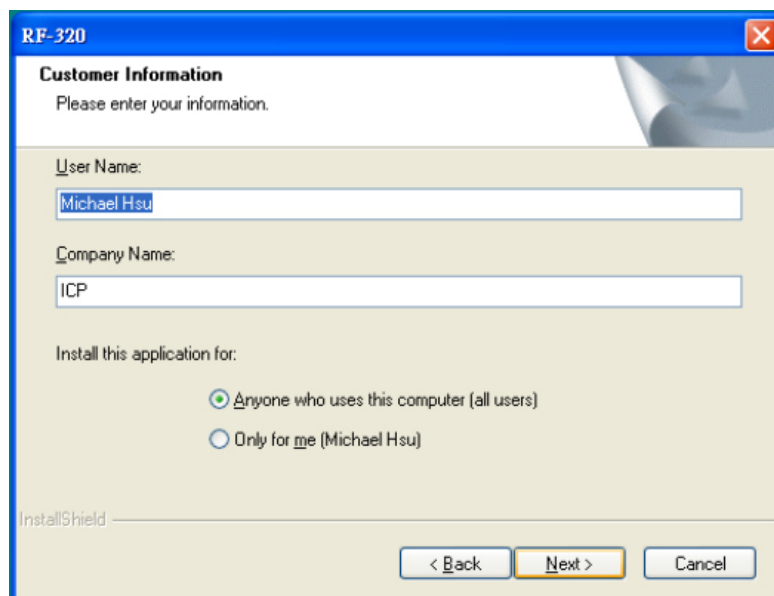 RF-320
Customer Information
Please enter your information.
User Name:
Michael Hsu
Company Name:
ICP
Install this application for:
Anyone who uses this computer (all users)
Only for me (Michael Hsu)
InstallShield
< Back Next > Cancel